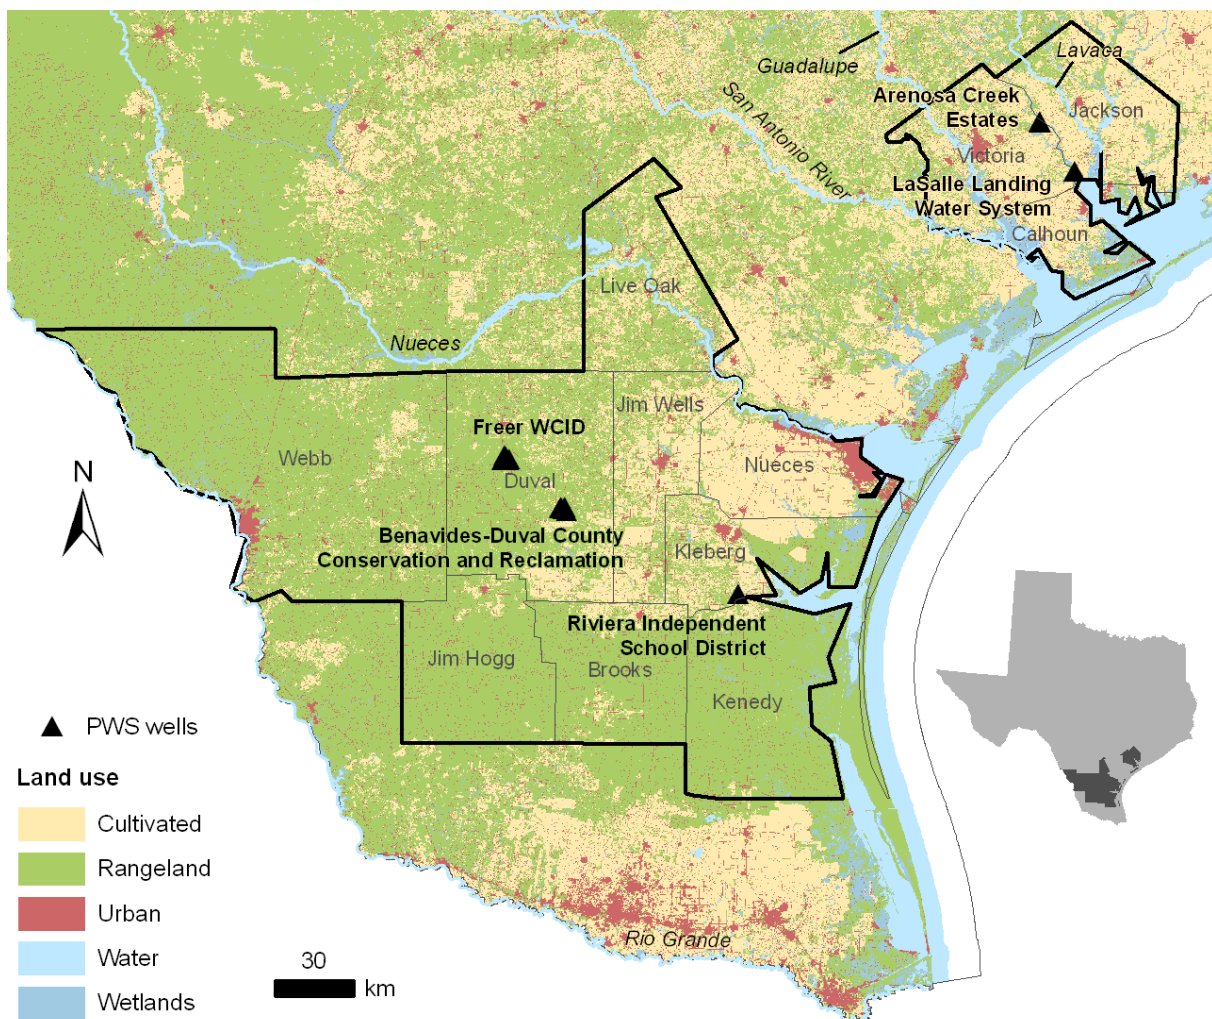 Guadalupe
Lavaca
San Antonio River
Arenosa Creek
Estates
Jackson
Victoria
LaSalle Landing
Water System
Calhoun
Live Oak
Nueces
Jim Wells
Freer WCID
Webb
Duval
Nueces
N
Benavides-Duval County
Conservation and Reclamation
Kleberg
Riviera Independent
School District
Jim Hogg
Brooks
Kenedy
PWS wells
Land use
Cultivated
Rangeland
Urban
Water
Wetlands
Rio Grande
30
km